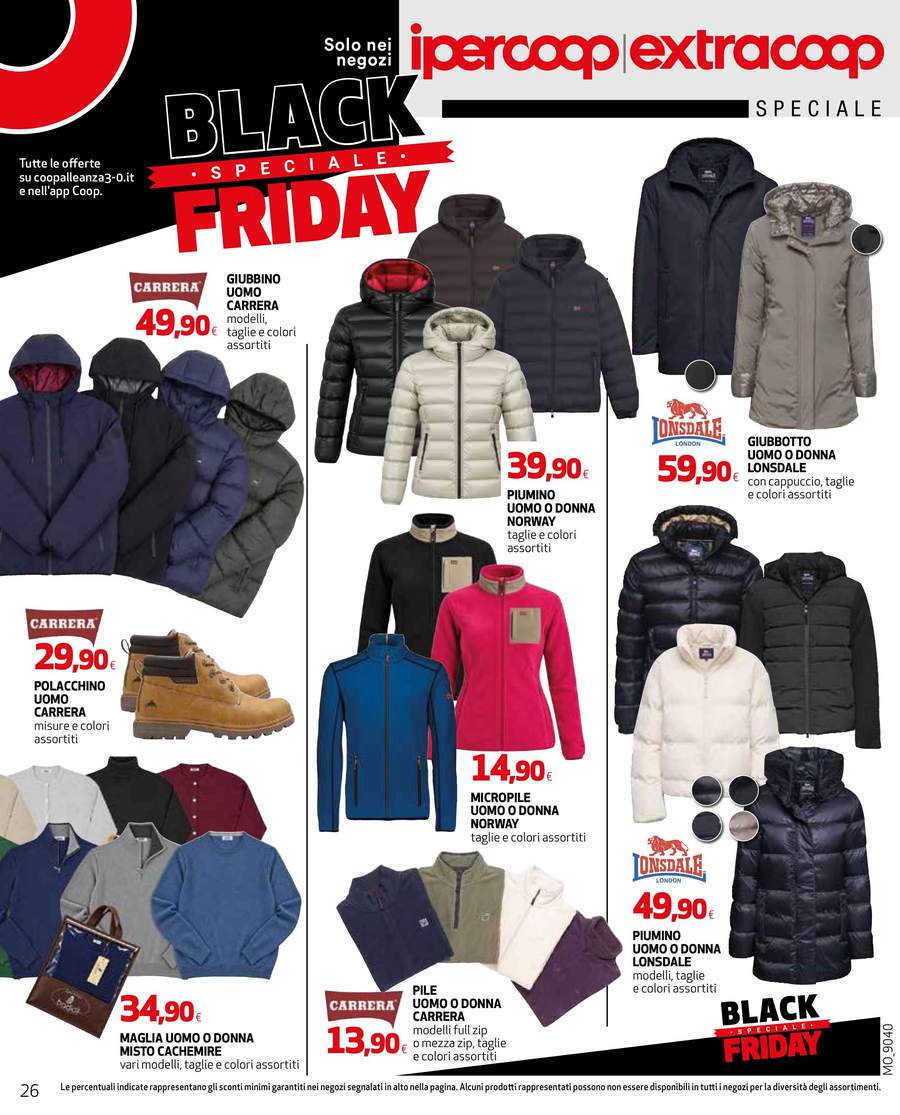 Solo nei
negozi
ipercoop|extracoop
SPECIALE
BLACK
· SPECIALE ·
FRIDAY
Tutte le offerte
su coopalleanza3-0.it
e nell'app Coop.
CARRERA
49,90€
GIUBBINO
UOMO
CARRERA
modelli,
taglie e colori
assortiti
39,90€
PIUMINO
UOMO O DONNA
NORWAY
taglie e colori
assortiti
LONSDALE
LONDON
59,90€
GIUBBOTTO
UOMO O DONNA
LONSDALE
con cappuccio, taglie
e colori assortiti
CARRERA
29,90€
POLACCHINO
UOMO
CARRERA
misure e colori
assortiti
14,90€
MICROPILE
UOMO O DONNA
NORWAY
taglie e colori assortiti
LONSDALE
LONDON
49,90€
PIUMINO
UOMO O DONNA
LONSDALE
modelli, taglie
e colori assortiti
34,90€
MAGLIA UOMO O DONNA
MISTO CACHEMIRE
vari modelli, taglie e colori assortiti
CARRERA
13,90€
PILE
UOMO O DONNA
CARRERA
modelli full zip
o mezza zip, taglie
e colori assortiti
BLACK
· SPECIALE ·
FRIDAY
MO_9040
26
Le percentuali indicate rappresentano gli sconti minimi garantiti nei negozi segnalati in alto nella pagina. Alcuni prodotti rappresentati possono non essere disponibili in tutti i negozi per la diversità degli assortimenti.